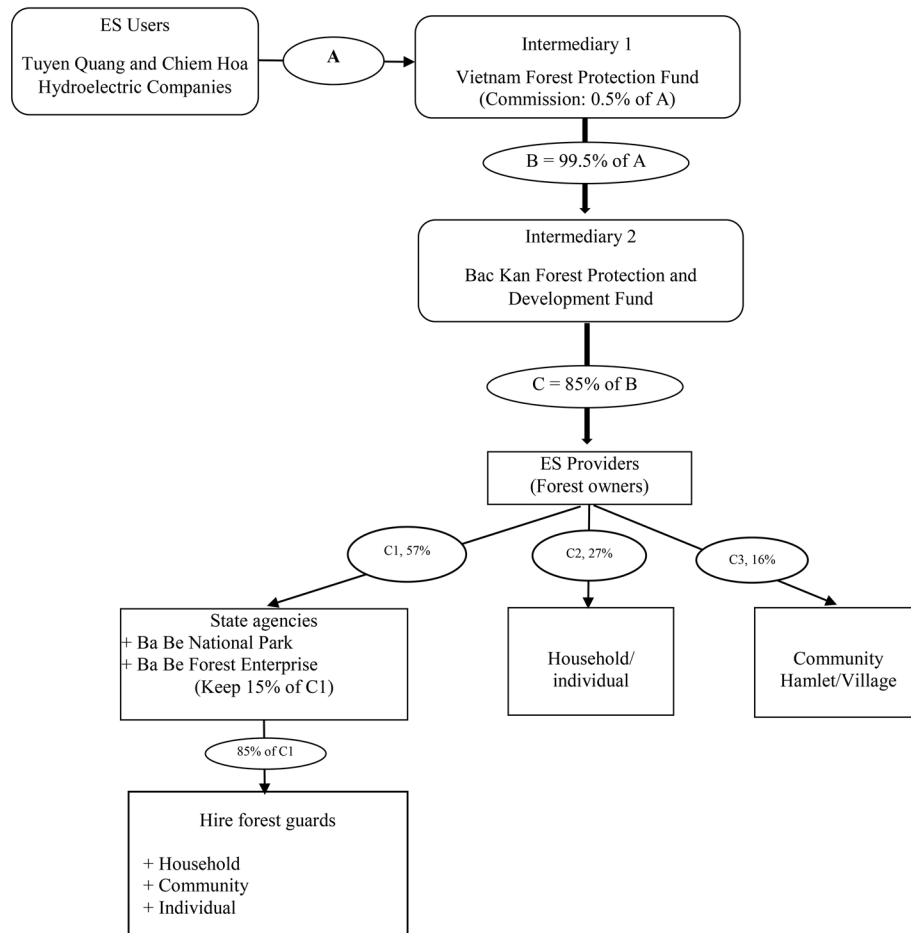 ES Users
Tuyen Quang and Chiem Hoa
Hydroelectric Companies
A
Intermediary 1
Vietnam Forest Protection Fund
(Commission: 0.5% of A)
B = 99.5% of A
Intermediary 2
Bac Kan Forest Protection and
Development Fund
C = 85% of B
ES Providers
(Forest owners)
C1, 57%
C2, 27%
C3, 16%
State agencies
+ Ba Be National Park
+ Ba Be Forest Enterprise
(Keep 15% of C1)
Household/
individual
Community
Hamlet/Village
85% of C1
Hire forest guards
+ Household
+ Community
+ Individual